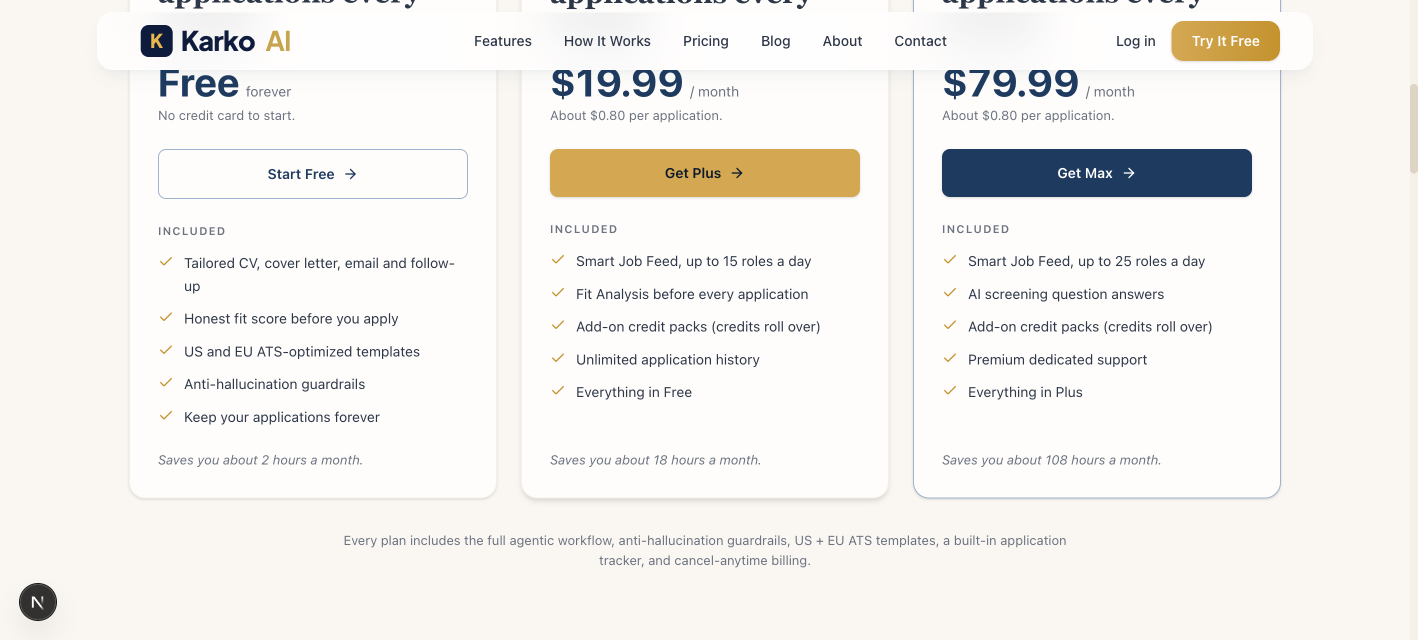 applications every
applications every
applications every
K Karko AI
Features
How It Works
Pricing
Blog
About
Contact
Log in
Try It Free
Free forever
No credit card to start.
Start Free →
INCLUDED
Tailored CV, cover letter, email and follow-
up
Honest fit score before you apply
US and EU ATS-optimized templates
Anti-hallucination guardrails
Keep your applications forever
Saves you about 2 hours a month.
$19.99 / month
About $0.80 per application.
Get Plus →
INCLUDED
Smart Job Feed, up to 15 roles a day
Fit Analysis before every application
Add-on credit packs (credits roll over)
Unlimited application history
Everything in Free
Saves you about 18 hours a month.
$79.99 / month
About $0.80 per application.
Get Max →
INCLUDED
Smart Job Feed, up to 25 roles a day
AI screening question answers
Add-on credit packs (credits roll over)
Premium dedicated support
Everything in Plus
Saves you about 108 hours a month.
Every plan includes the full agentic workflow, anti-hallucination guardrails, US + EU ATS templates, a built-in application
tracker, and cancel-anytime billing.
N